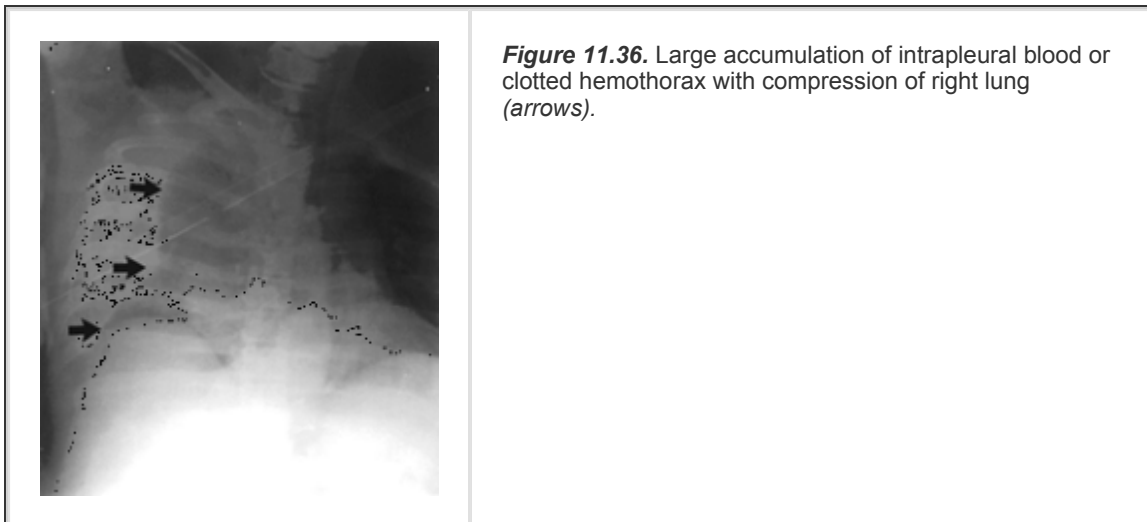 Figure 11.36. Large accumulation of intrapleural blood or
clotted hemothorax with compression of right lung
(arrows).